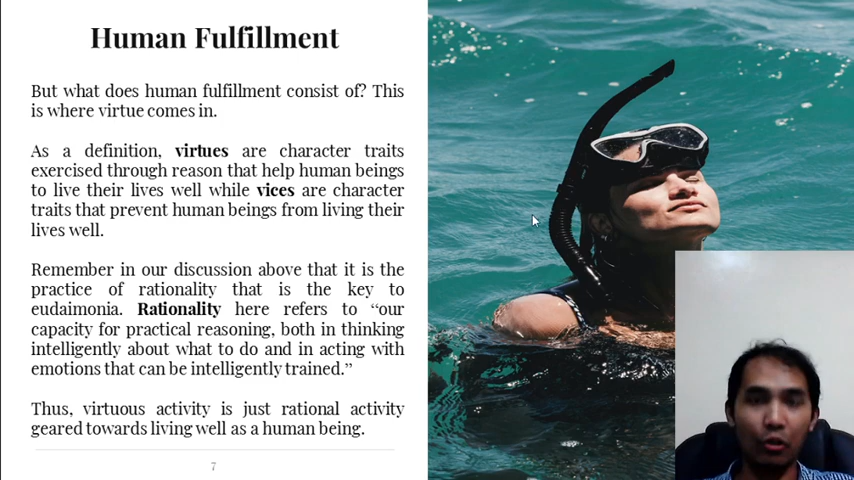 Human Fulfillment
But what does human fulfillment consist of? This
is where virtue comes in.
As a definition, virtues are character traits
exercised through reason that help human beings
to live their lives well while vices are character
traits that prevent human beings from living their
lives well.
Remember in our discussion above that it is the
practice of rationality that is the key to
eudaimonia. Rationality here refers to “our
capacity for practical reasoning, both in thinking
intelligently about what to do and in acting with
emotions that can be intelligently trained.”
Thus, virtuous activity is just rational activity
geared towards living well as a human being.
7